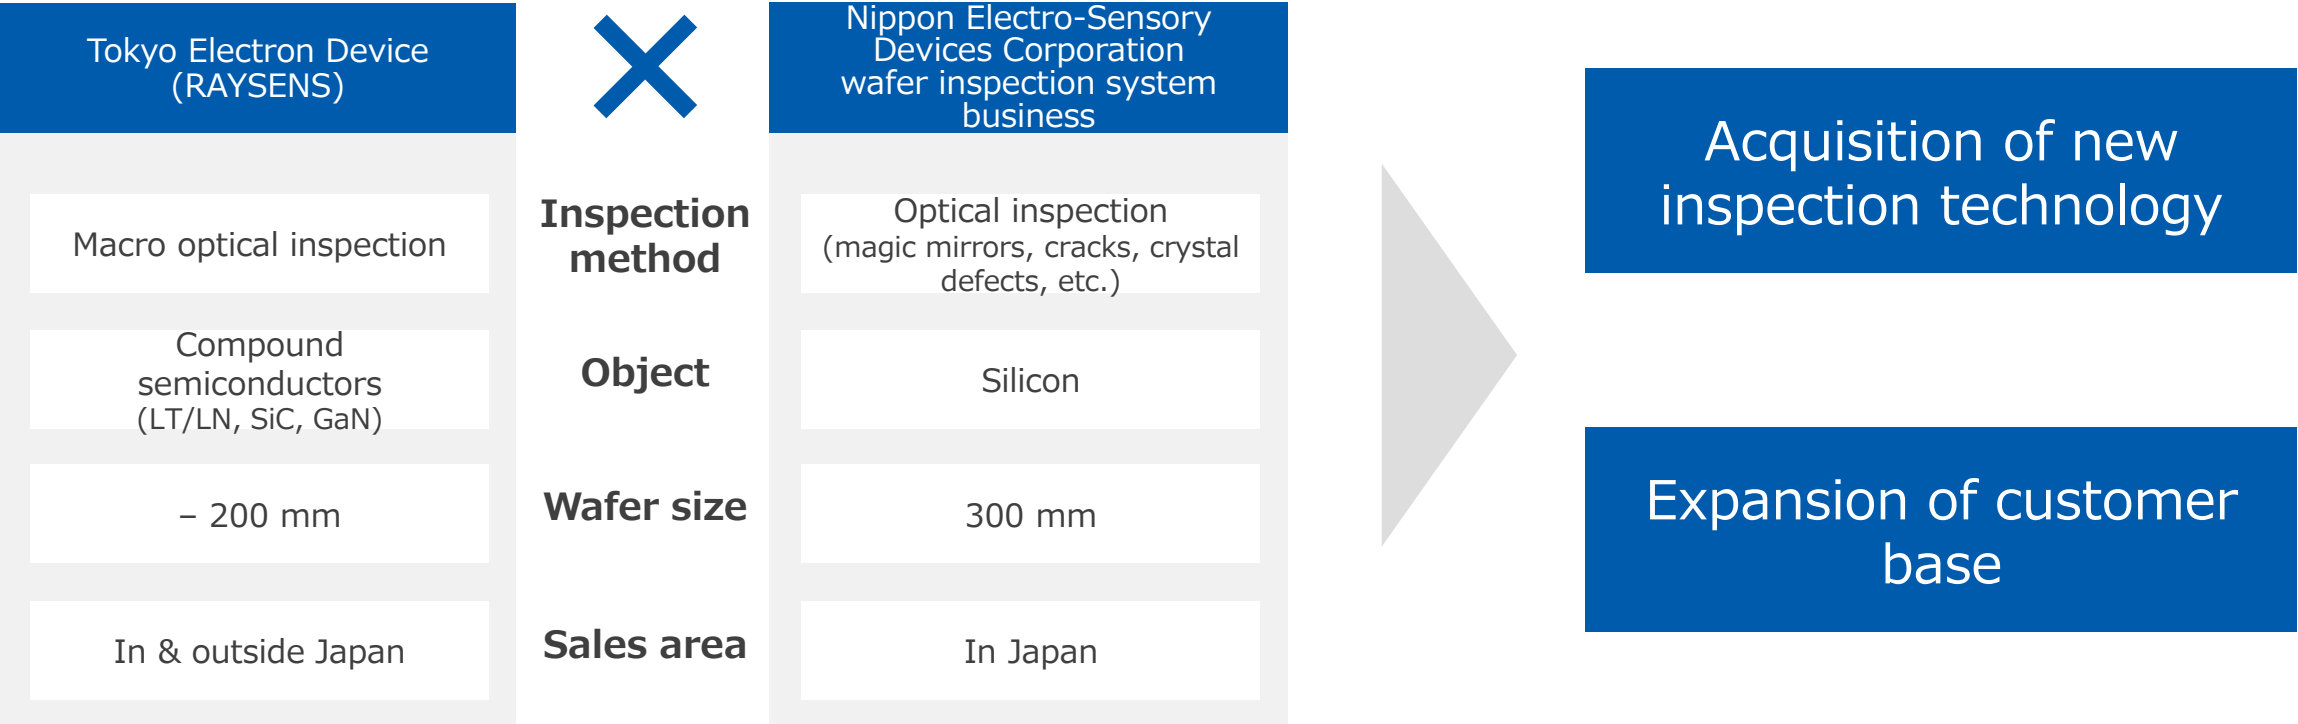 Tokyo Electron Device
(RAYSENS)
Nippon Electro-Sensory
Devices Corporation
wafer inspection system
business
Macro optical inspection
Inspection
method
Optical inspection
(magic mirrors, cracks, crystal
defects, etc.)
Compound
semiconductors
(LT/LN, SiC, GaN)
Object
Silicon
– 200 mm
Wafer size
300 mm
In & outside Japan
Sales area
In Japan
Acquisition of new
inspection technology
Expansion of customer
base